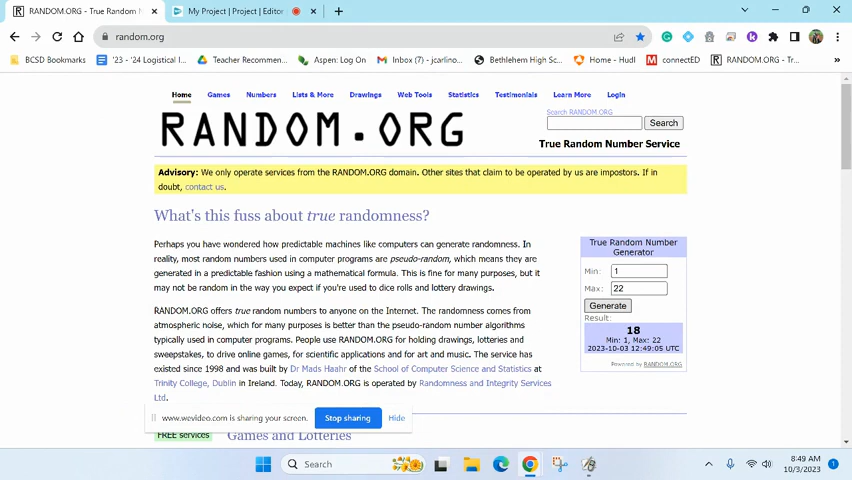 RANDOM.ORG - True Random N
My Project | Project | Editor
random.org
BCSD Bookmarks
'23 - '24 Logistical I...
Teacher Recommen...
Aspen: Log On
Inbox (7) - jcarlino...
Bethlehem High Sc...
Home - Hudl
connectED
RANDOM.ORG - Tr...
Home Games Numbers Lists & More Drawings Web Tools Statistics Testimonials Learn More Login
RANDOM.ORG
Search RANDOM.ORG
Search
True Random Number Service
Advisory: We only operate services from the RANDOM.ORG domain. Other sites that claim to be operated by us are impostors. If in
doubt, contact us.
What's this fuss about true randomness?
Perhaps you have wondered how predictable machines like computers can generate randomness. In
reality, most random numbers used in computer programs are pseudo-random, which means they are
generated in a predictable fashion using a mathematical formula. This is fine for many purposes, but it
may not be random in the way you expect if you're used to dice rolls and lottery drawings.
RANDOM.ORG offers true random numbers to anyone on the Internet. The randomness comes from
atmospheric noise, which for many purposes is better than the pseudo-random number algorithms
typically used in computer programs. People use RANDOM.ORG for holding drawings, lotteries and
sweepstakes, to drive online games, for scientific applications and for art and music. The service has
existed since 1998 and was built by Dr Mads Haahr of the School of Computer Science and Statistics at
Trinity College, Dublin in Ireland. Today, RANDOM.ORG is operated by Randomness and Integrity Services
Ltd.
True Random Number
Generator
Min: 1
Max: 22
Generate
Result:
18
Min: 1, Max: 22
2023-10-03 12:49:05 UTC
Powered by RANDOM.ORG
www.wevideo.com is sharing your screen.
Stop sharing
Hide
FREE services
Games and Lotteries
Search
8:49 AM
10/3/2023